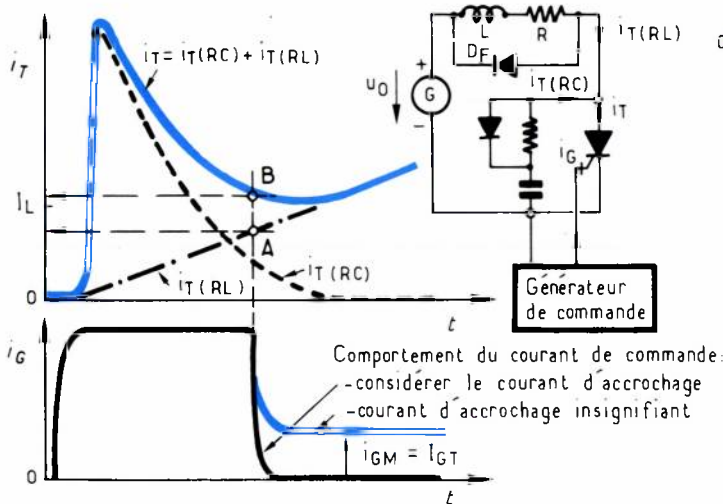 iT
iT = iT(RC) + iT(RL)
IL
B
A
iT(RL)
iT(RC)
0
t
L
R
DF
iT(RL)
iT(RC)
+
G
-
u0
iT
iG
Générateur
de commande
iG
Comportement du courant de commande:
-considérer le courant d'accrochage
-courant d'accrochage insignifiant
iGM = IGT
0
t